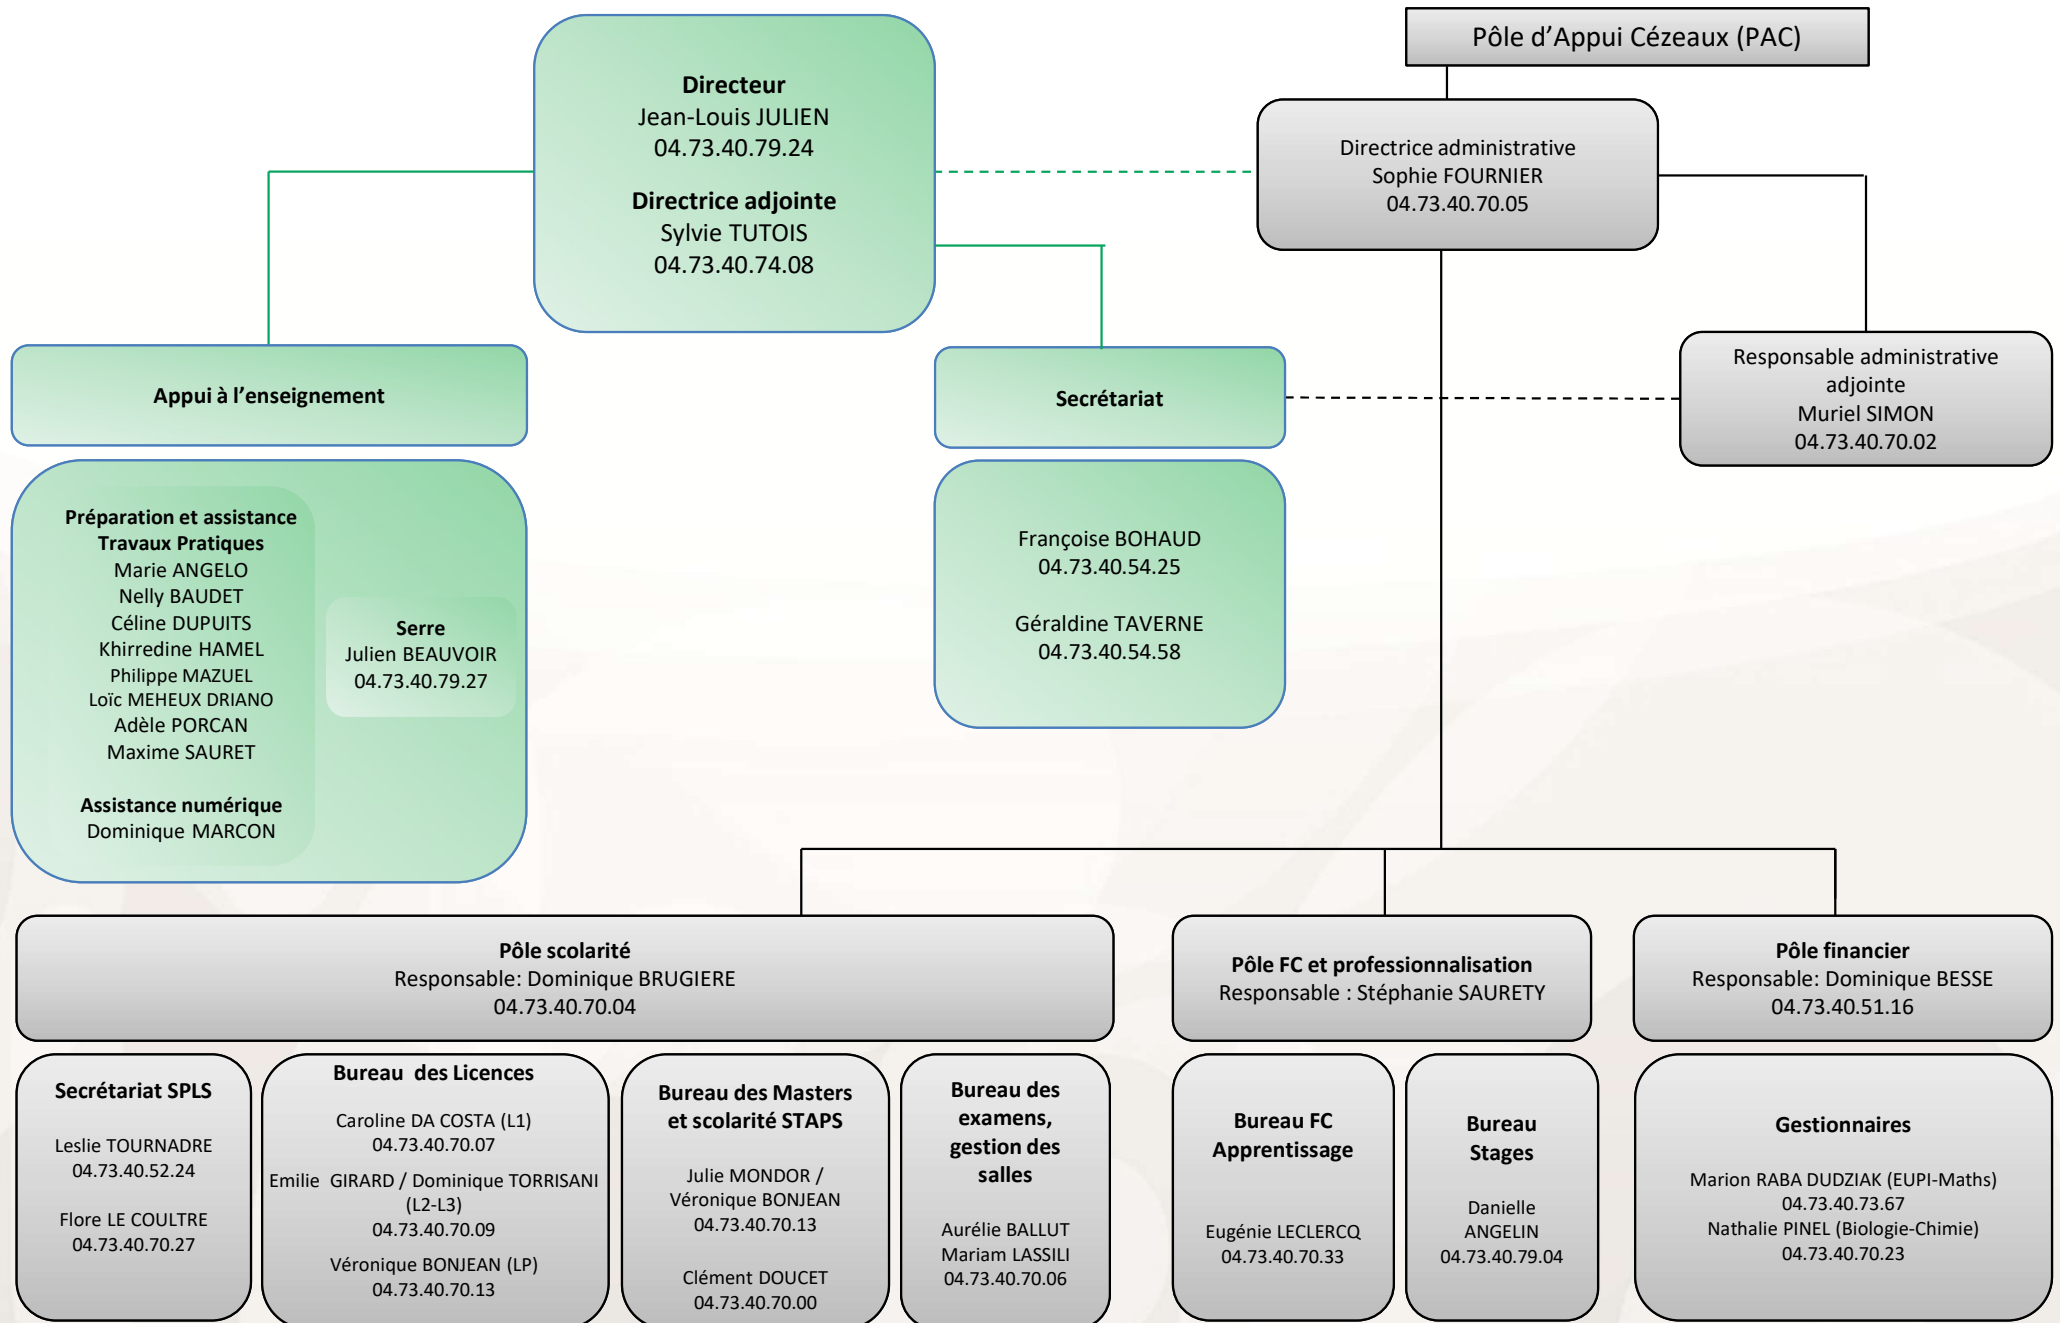 Pôle d’Appui Cézeaux (PAC)
Directeur
Jean-Louis JULIEN
04.73.40.79.24
Directrice adjointe
Sylvie TUTOIS
04.73.40.74.08
Directrice administrative
Sophie FOURNIER
04.73.40.70.05
Appui à l’enseignement
Secrétariat
Responsable administrative
adjointe
Muriel SIMON
04.73.40.70.02
Préparation et assistance
Travaux Pratiques
Marie ANGELO
Nelly BAUDET
Céline DUPUITS
Khirredine HAMEL
Philippe MAZUEL
Loïc MEHEUX DRIANO
Adèle PORCAN
Maxime SAURET
Assistance numérique
Dominique MARCON
Serre
Julien BEAUVOIR
04.73.40.79.27
Françoise BOHAUD
04.73.40.54.25
Géraldine TAVERNE
04.73.40.54.58
Pôle scolarité
Responsable: Dominique BRUGIERE
04.73.40.70.04
Pôle FC et professionnalisation
Responsable : Stéphanie SAURETY
Pôle financier
Responsable: Dominique BESSE
04.73.40.51.16
Secrétariat SPLS
Leslie TOURNADRE
04.73.40.52.24
Flore LE COULTRE
04.73.40.70.27
Bureau des Licences
Caroline DA COSTA (L1)
04.73.40.70.07
Emilie GIRARD / Dominique TORRISANI
(L2-L3)
04.73.40.70.09
Véronique BONJEAN (LP)
04.73.40.70.13
Bureau des Masters
et scolarité STAPS
Julie MONDOR /
Véronique BONJEAN
04.73.40.70.13
Clément DOUCET
04.73.40.70.00
Bureau des
examens,
gestion des
salles
Aurélie BALLUT
Mariam LASSILI
04.73.40.70.06
Bureau FC
Apprentissage
Eugénie LECLERCQ
04.73.40.70.33
Bureau
Stages
Danielle
ANGELIN
04.73.40.79.04
Gestionnaires
Marion RABA DUDZIAK (EUPI-Maths)
04.73.40.73.67
Nathalie PINEL (Biologie-Chimie)
04.73.40.70.23